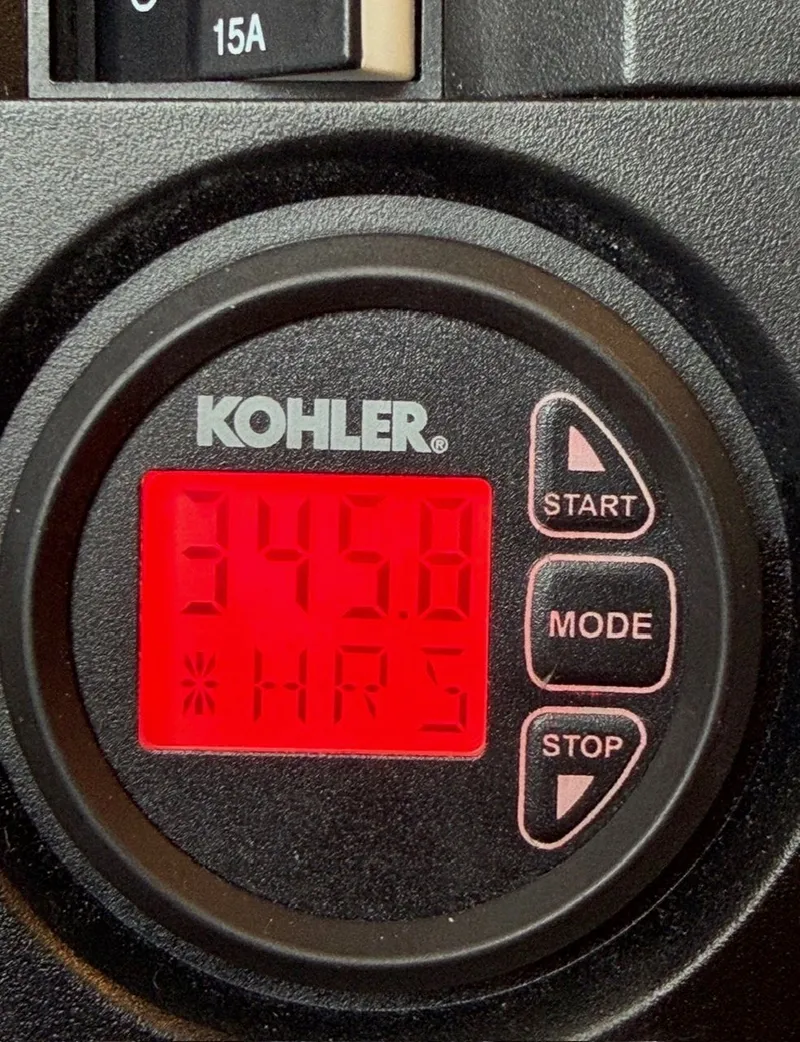 15A
KOHLER®
345.8
*HRS
START
MODE
STOP